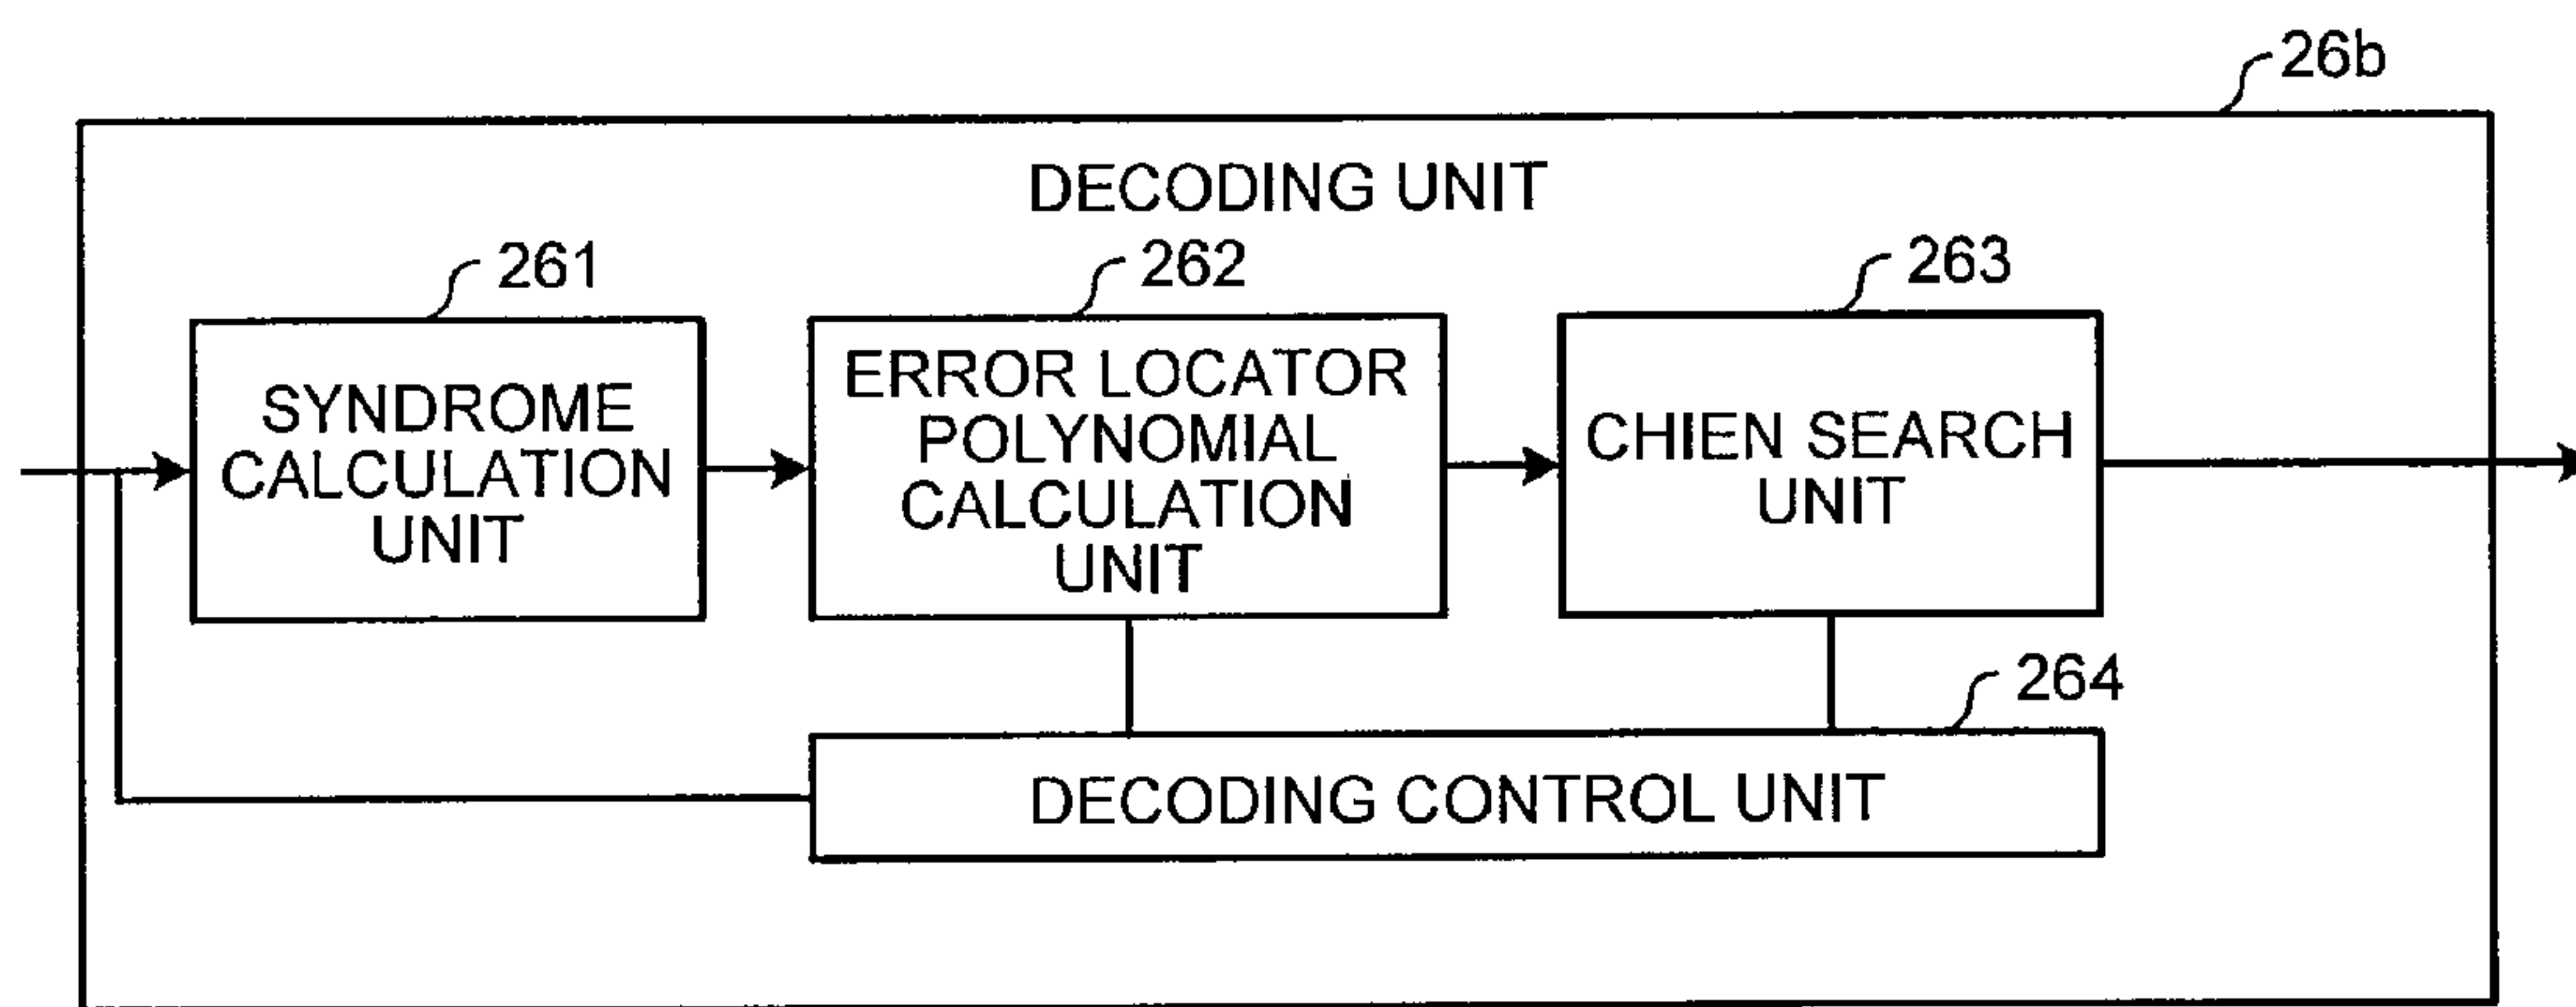 26b
DECODING UNIT
261
262
263
SYNDROME
CALCULATION
UNIT
ERROR LOCATOR
POLYNOMIAL
CALCULATION
UNIT
CHIEN SEARCH
UNIT
264
DECODING CONTROL UNIT